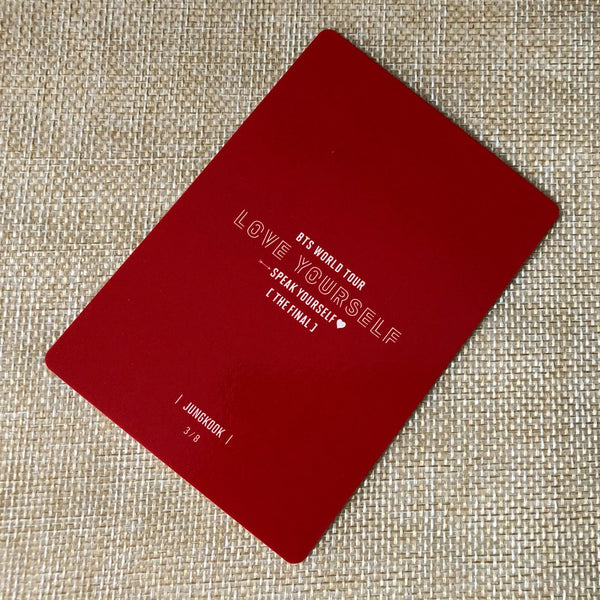 BTS WORLD TOUR
LOVE YOURSELF
—SPEAK YOURSELF♥
[THE FINAL]
| JUNGKOOK |
3/8